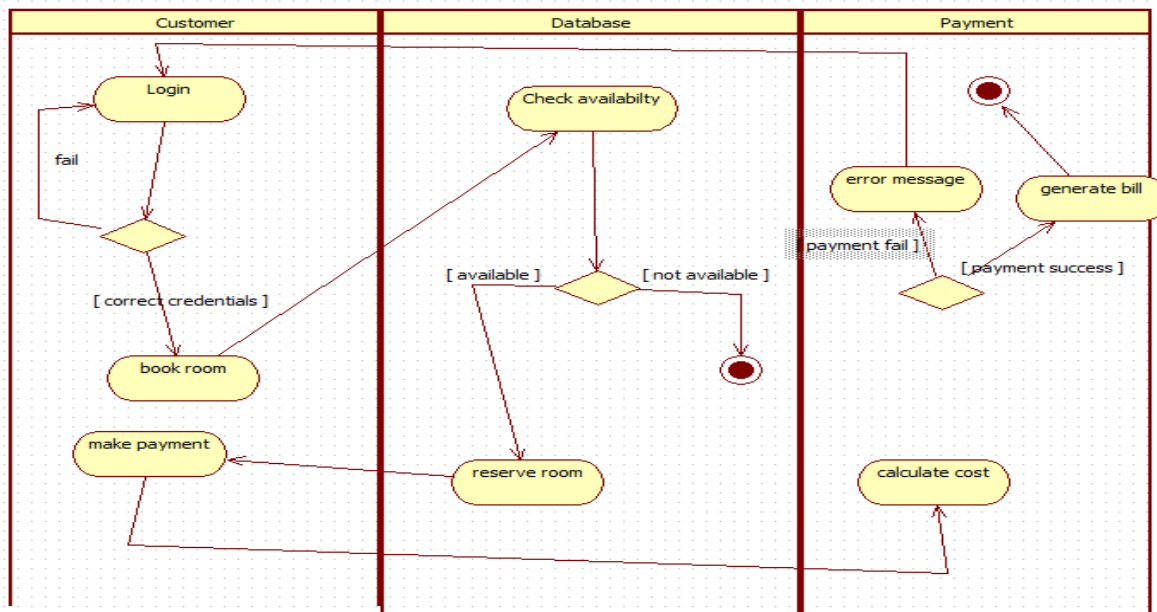 Customer
Database
Payment
Login
Check availabilty
fail
error message
generate bill
[ payment fail ]
[ payment success ]
[ available ]
[ not available ]
[ correct credentials ]
book room
make payment
reserve room
calculate cost